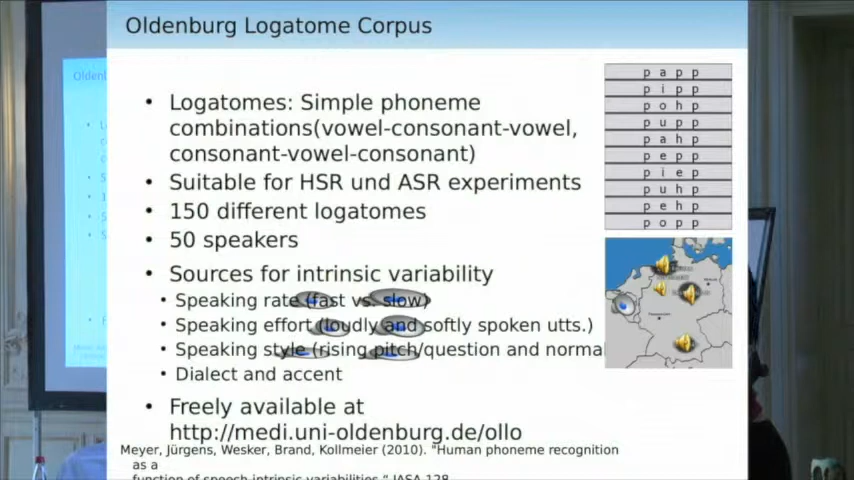 Oldenburg Logatome Corpus
• Logatomes: Simple phoneme
combinations(vowel-consonant-vowel,
consonant-vowel-consonant)
• Suitable for HSR und ASR experiments
• 150 different logatomes
• 50 speakers
• Sources for intrinsic variability
• Speaking rate (fast vs. slow)
• Speaking effort (loudly and softly spoken utts.)
• Speaking style (rising pitch/question and normal
• Dialect and accent
• Freely available at
http://medi.uni-oldenburg.de/ollo
Meyer, Jürgens, Wesker, Brand, Kollmeier (2010). "Human phoneme recognition
as a
function of speech intrinsic variabilities." JASA 128
p a p p
p i p p
p o h p
p u p p
p a h p
p e p p
p i e p
p u h p
p e h p
p o p p
Oldenb